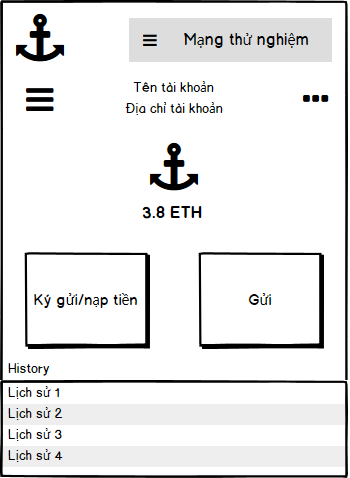 Mạng thử nghiệm
Tên tài khoản
Địa chỉ tài khoản
3.8 ETH
Ký gửi/nạp tiền
Gửi
History
Lịch sử 1
Lịch sử 2
Lịch sử 3
Lịch sử 4